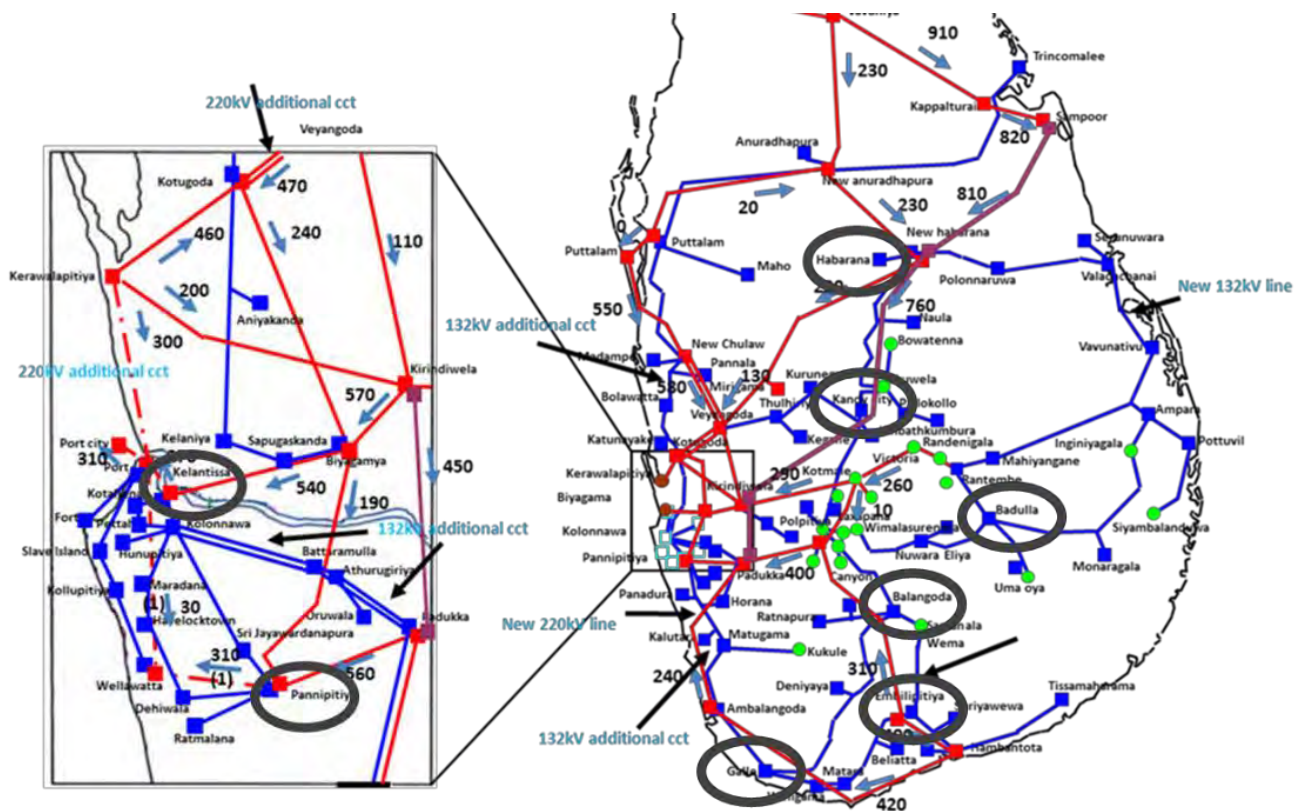 220kV additional cct
Veyangoda
Kotugoda
470
460
240
110
Kerawalapitiya
200
Aniyakanda
300
220kV additional cct
Kirindiwela
570
Kelaniya
Sapugaskanda
Port city
Biyagamya
310
Kelantissa
450
540
190
Fort
Kolonnawa
132kV additional cct
Slave Island
Hunupitiya
Battaramulla
Athurugiriya
Kollupitiya
Maradana
(1)
30
Havelocktown
Oruwala
Padukka
Sri Jayawardanapura
310
(1)
560
Wellawatta
Pannipitiy
Dehiwala
Ratmalana
910
230
Trincomalee
Kappalturai
Sampoor
820
Anuradhapura
New anuradhapura
20
230
810
Puttalam
Puttalam
New habarana
Maho
Habarana
Polonnaruwa
Valaachchanai
New 132kV line
550
760
132kV additional cct
Naula
New Chulaw
Bowatenna
Vavunativu
Pannala
580
130
Bolawatta
Kandy city
Thulhiriy
Ampara
Veyangoda
Katunayake
Kotugoda
Randenigala
Inginiyagala
Pottuvil
Victoria
Mahiyangane
Kerawalapitiya
Kotmale
290
Kirindiwela
260
Rantembe
Biyagama
10
Badulla
Polpitiya
Wimalasurendra
Siyambalanduwa
Kolonnawa
Nuwara Eliya
Pannipitiya
Monaragala
Padukka
400
Canyon
Uma oya
Panadura
Horana
Balangoda
New 220kV line
Ratnapura
Samanala
Wema
Kalutara
Matugama
Kukule
310
240
Deniyaya
Embilipitiya
Tissamaharama
Ambalangoda
Suriyawewa
132kV additional cct
Hambantota
Beliatta
Galle
Matara
Weligama
420